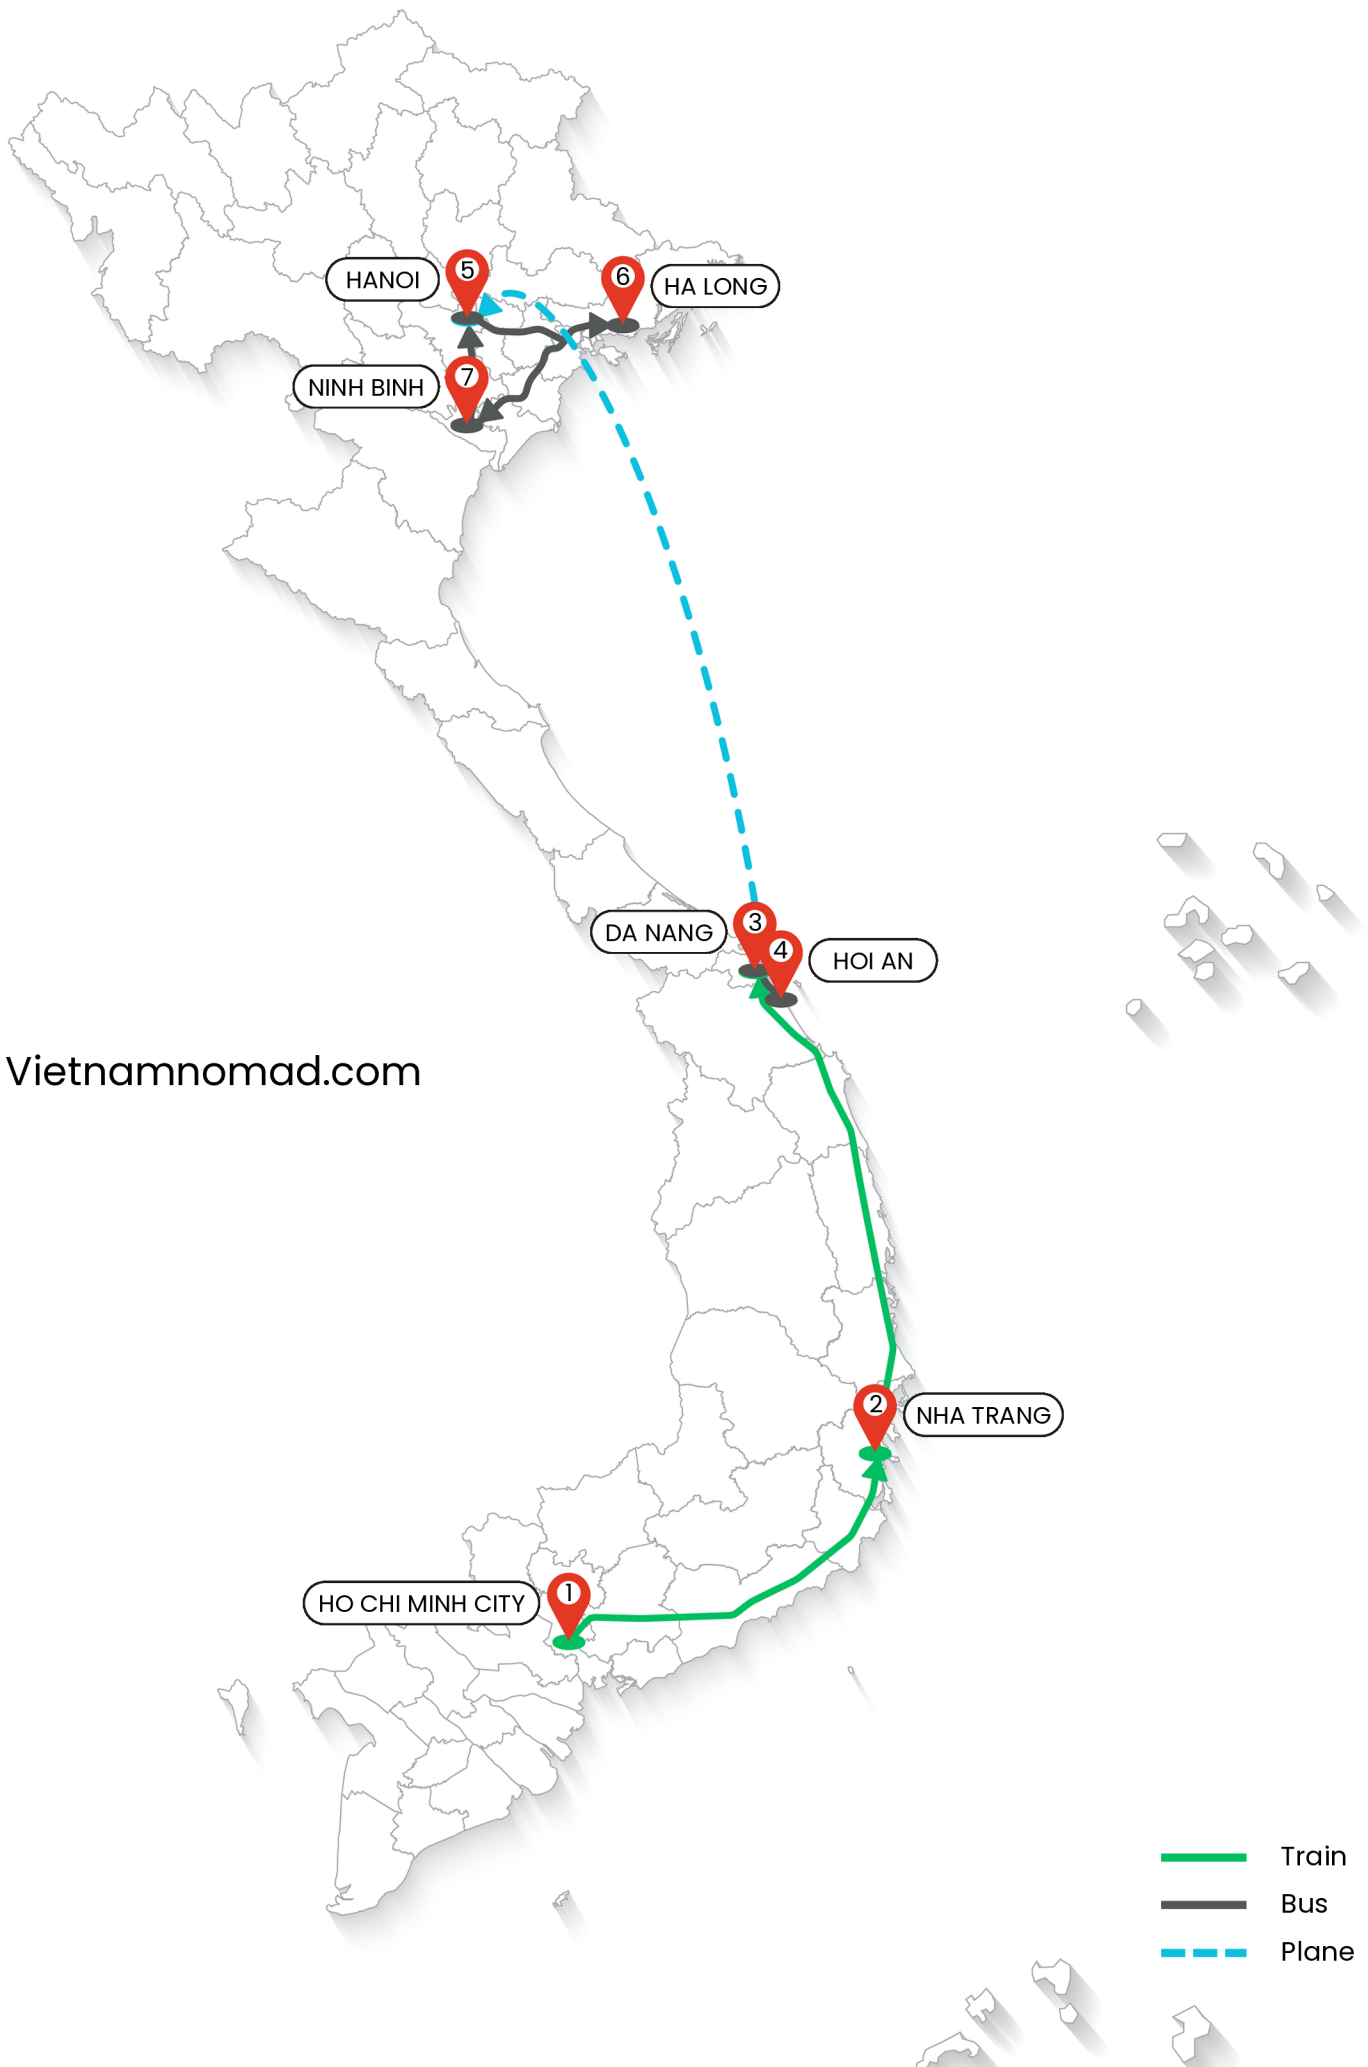 5
HANOI
6
HA LONG
7
NINH BINH
3
DA NANG
4
HOI AN
Vietnamnomad.com
2
NHA TRANG
1
HO CHI MINH CITY
Train
Bus
Plane